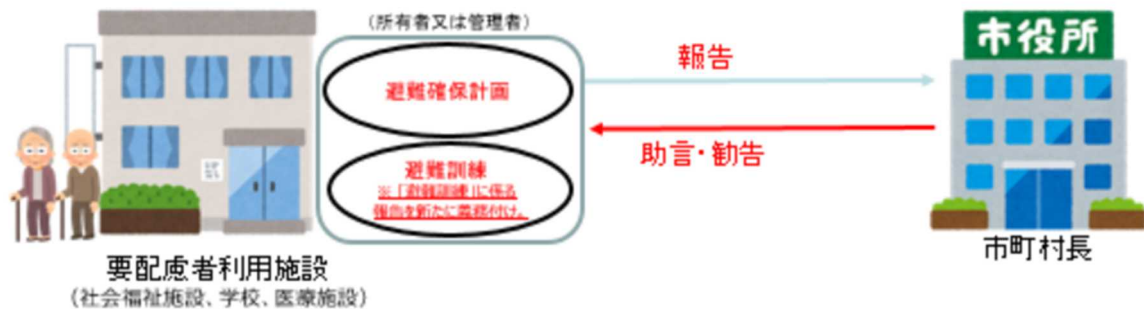 (所有者又は管理者)
避難確保計画
避難訓練
※「避難訓練」に係る
報告を新たに義務付け。
報告
助言・勧告
市役所
市町村長
要配慮者利用施設
(社会福祉施設、学校、医療施設)